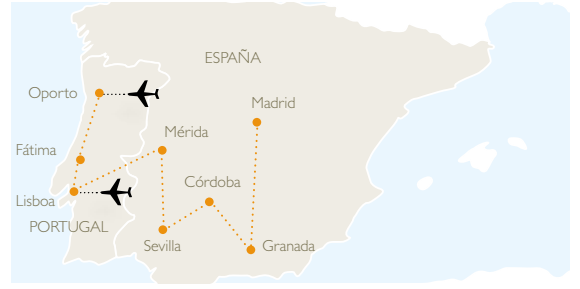 ESPAÑA
Oporto
Madrid
Mérida
Fátima
Córdoba
Lisboa
PORTUGAL
Sevilla
Granada